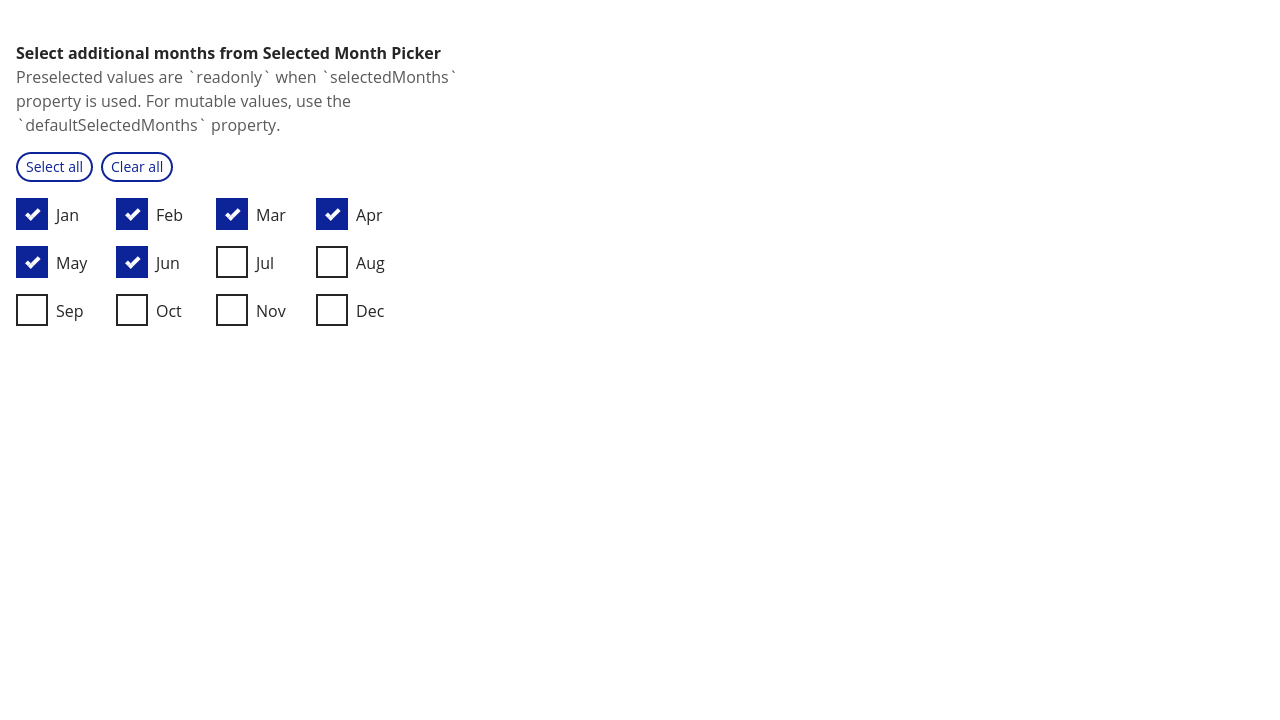 Select additional months from Selected Month Picker
Preselected values are `readonly` when `selectedMonths`
property is used. For mutable values, use the
`defaultSelectedMonths` property.
Select all Clear all
Jan Feb Mar Apr
May Jun Jul Aug
Sep Oct Nov Dec